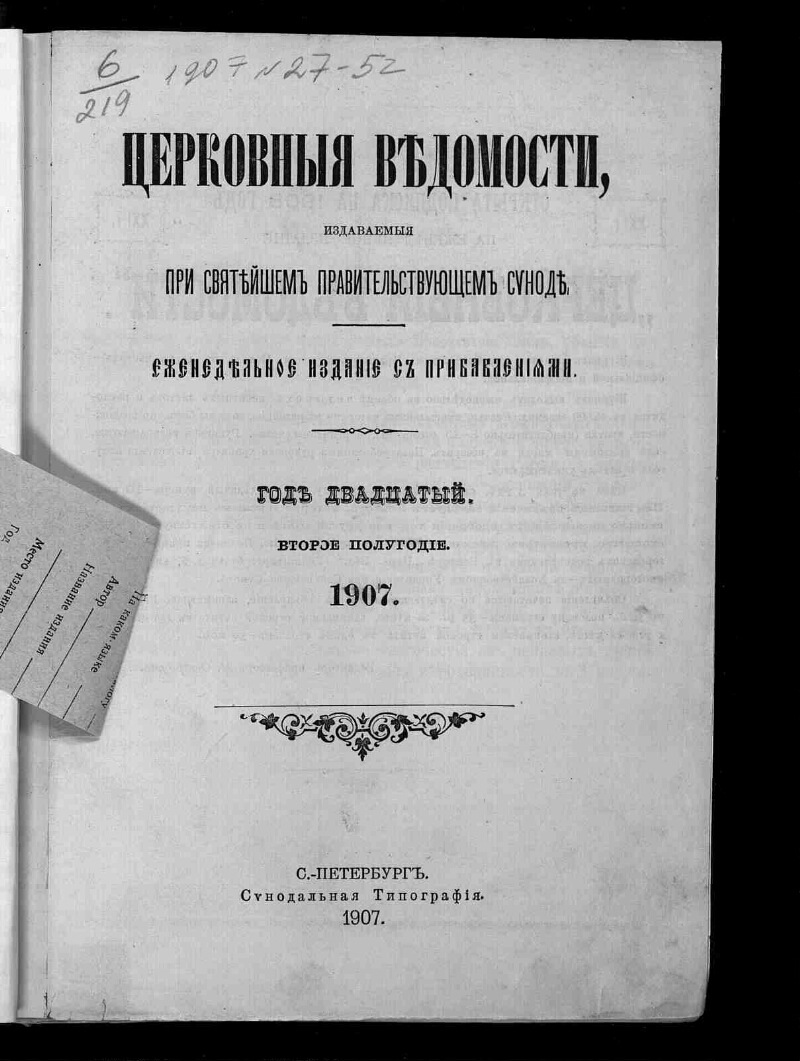 6
219
1907 № 27-52
ЦЕРКОВНЫЯ ВѢДОМОСТИ,
ИЗДАВАЕМЫЯ
ПРИ СВЯТѢЙШЕМЪ ПРАВИТЕЛЬСТВУЮЩЕМЪ СѴНОДѢ.
ЕЖЕНЕДѢЛЬНОЕ ИЗДАНІЕ СЪ ПРИБАВЛЕНІѦМИ.
ГОДЪ ДВАДЦАТЫЙ.
ВТОРОЕ ПОЛУГОДІЕ.
1907.
С.-ПЕТЕРБУРГЪ.
Сѵнодальная Типографія.
1907.
На каком языке
Автор
Название издания
Место издания
Год